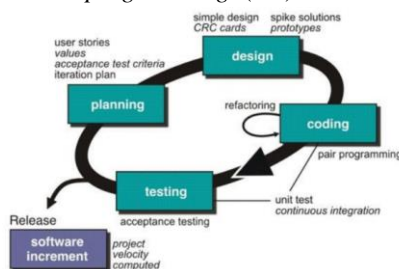 simple design
CRC cards
spike solutions
prototypes
user stories
values
acceptance test criteria
iteration plan
design
planning
refactoring
coding
pair programming
testing
unit test
continuous integration
acceptance testing
Release
software
increment
project
velocity
computed